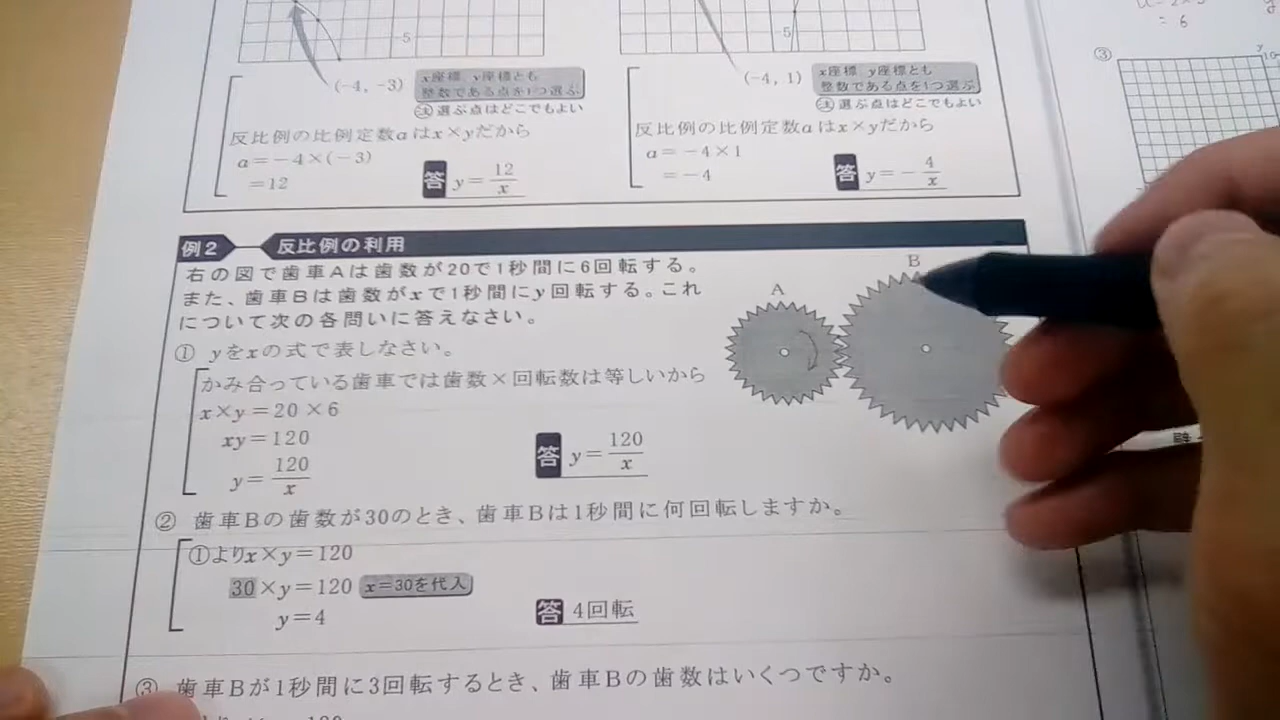 5
(-4, -3)
x座標 y座標とも
整数である点を1つ選ぶ
㊟選ぶ点はどこでもよい
反比例の比例定数aはx×yだから
a=-4×(-3)
=12
答 y=12/x
5
(-4, 1)
x座標 y座標とも
整数である点を1つ選ぶ
㊟選ぶ点はどこでもよい
反比例の比例定数aはx×yだから
a=-4×1
=-4
答 y=-4/x
=6
③
y
10
例2 反比例の利用
右の図で歯車Aは歯数が20で1秒間に6回転する。
また、歯車Bは歯数がxで1秒間にy回転する。これ
について次の各問いに答えなさい。
A
B
① yをxの式で表しなさい。
かみ合っている歯車では歯数×回転数は等しいから
x×y=20×6
xy=120
y=120/x
答 y=120/x
② 歯車Bの歯数が30のとき、歯車Bは1秒間に何回転しますか。
①よりx×y=120
30×y=120 x=30を代入
y=4
答 4回転
③ 歯車Bが1秒間に3回転するとき、歯車Bの歯数はいくつですか。